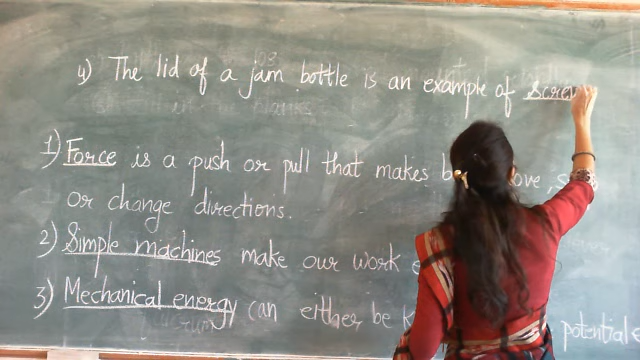 4) The lid of a jam bottle is an example of screw
1) Force is a push or pull that makes
or change directions.
2) Simple machines make our work
3) Mechanical energy can either be potential